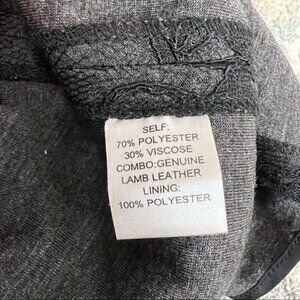 SELF:
70% POLYESTER
30% VISCOSE
COMBO:GENUINE
LAMB LEATHER
LINING:
100% POLYESTER